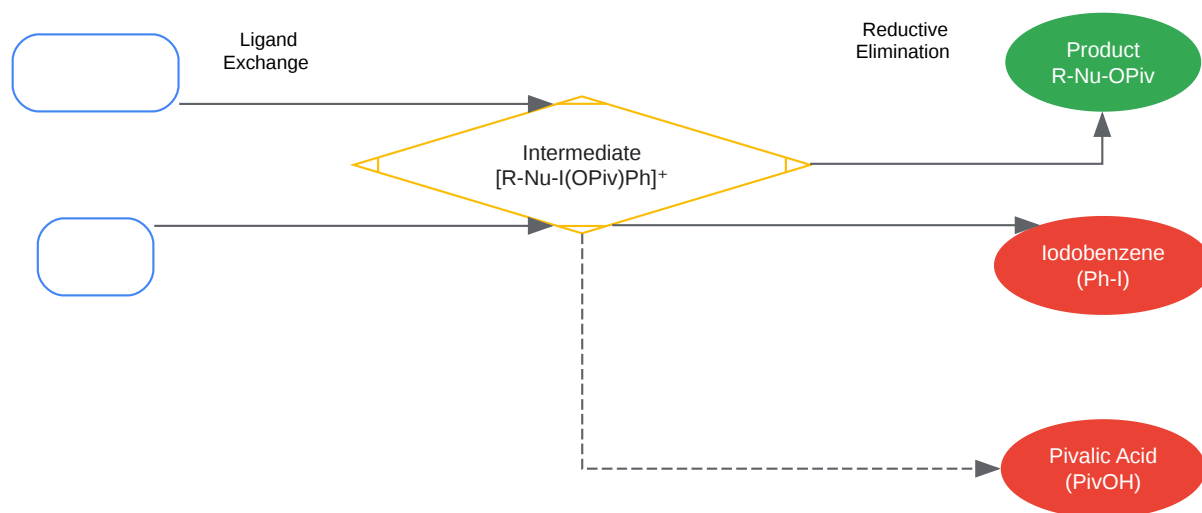 Ligand
Exchange
Reductive
Elimination
Product
R-Nu-OPiv
Intermediate
[R-Nu-I(OPiv)Ph]⁺
Iodobenzene
(Ph-I)
Pivalic Acid
(PivOH)